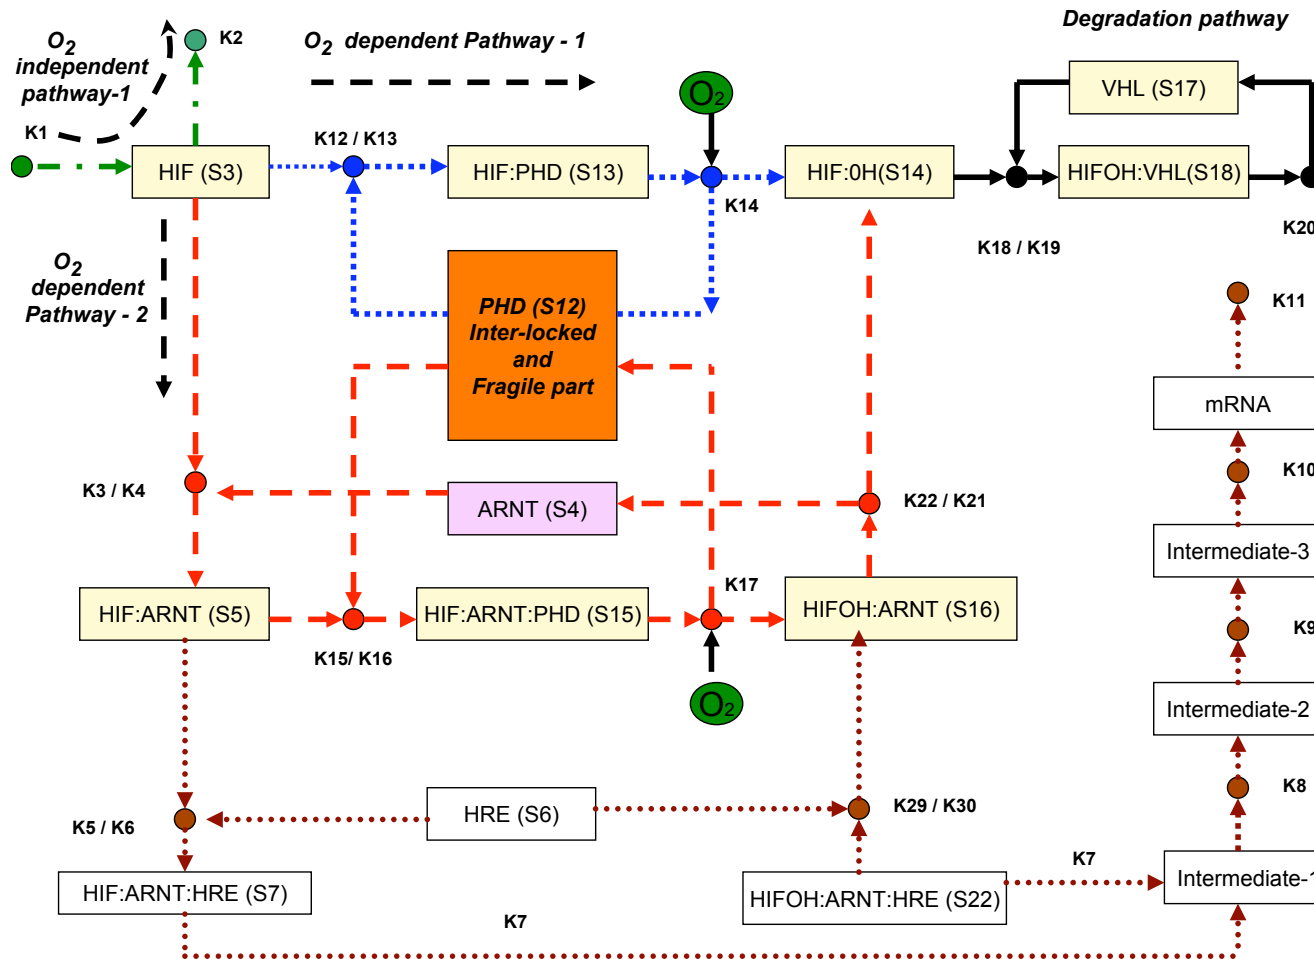 Degradation pathway
O2
independent
pathway-1
K2
O2 dependent Pathway - 1
O2
VHL (S17)
K1
K12 / K13
HIF (S3)
HIF:PHD (S13)
HIF:0H(S14)
HIFOH:VHL(S18)
K14
K18 / K19
K20
O2
dependent
Pathway - 2
PHD (S12)
Inter-locked
and
Fragile part
K11
mRNA
K3 / K4
ARNT (S4)
K22 / K21
K10
Intermediate-3
K17
HIF:ARNT (S5)
HIF:ARNT:PHD (S15)
HIFOH:ARNT (S16)
K15/ K16
K9
O2
Intermediate-2
K8
HRE (S6)
K29 / K30
K5 / K6
K7
HIF:ARNT:HRE (S7)
HIFOH:ARNT:HRE (S22)
Intermediate-1
K7